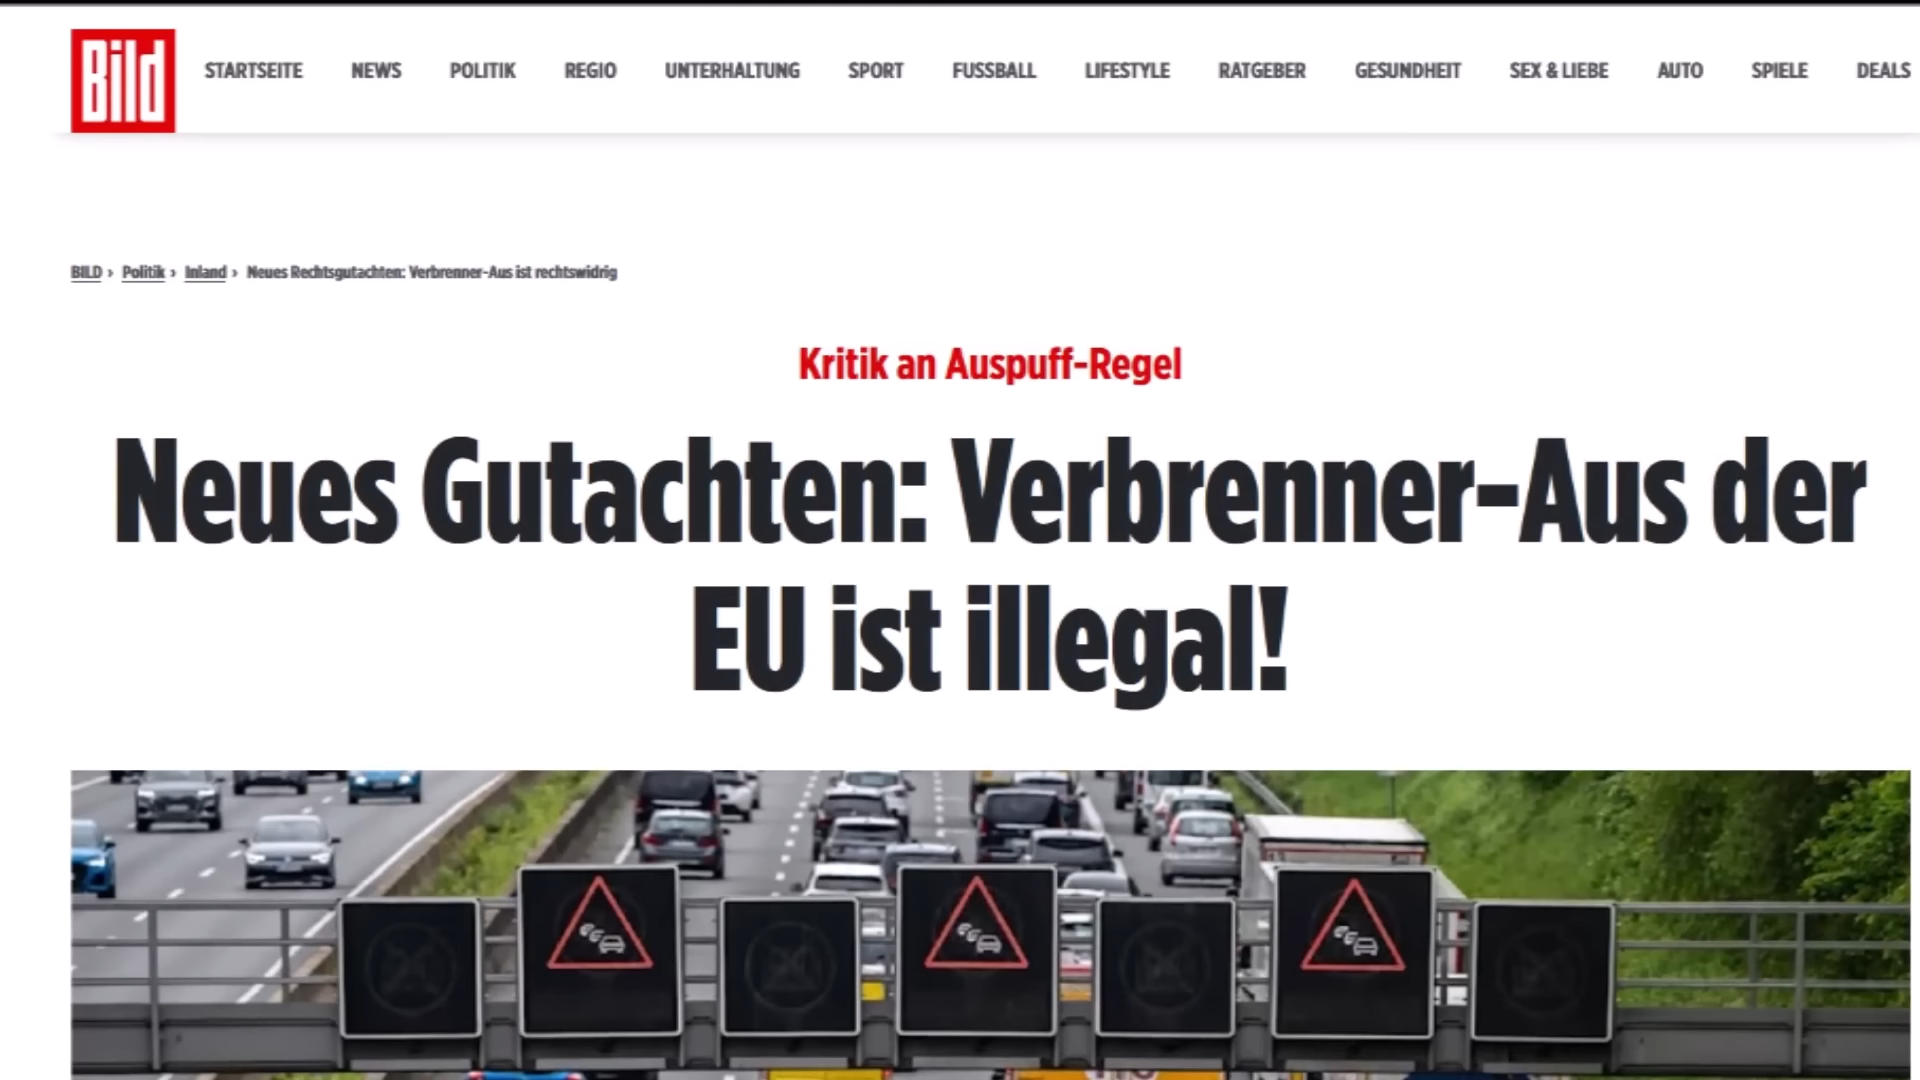 Bild
STARTSEITE NEWS POLITIK REGIO UNTERHALTUNG SPORT FUSSBALL LIFESTYLE RATGEBER GESUNDHEIT SEX & LIEBE AUTO SPIELE DEALS
BILD › Politik › Inland › Neues Rechtsgutachten: Verbrenner-Aus ist rechtswidrig
Kritik an Auspuff-Regel
Neues Gutachten: Verbrenner-Aus der
EU ist illegal!